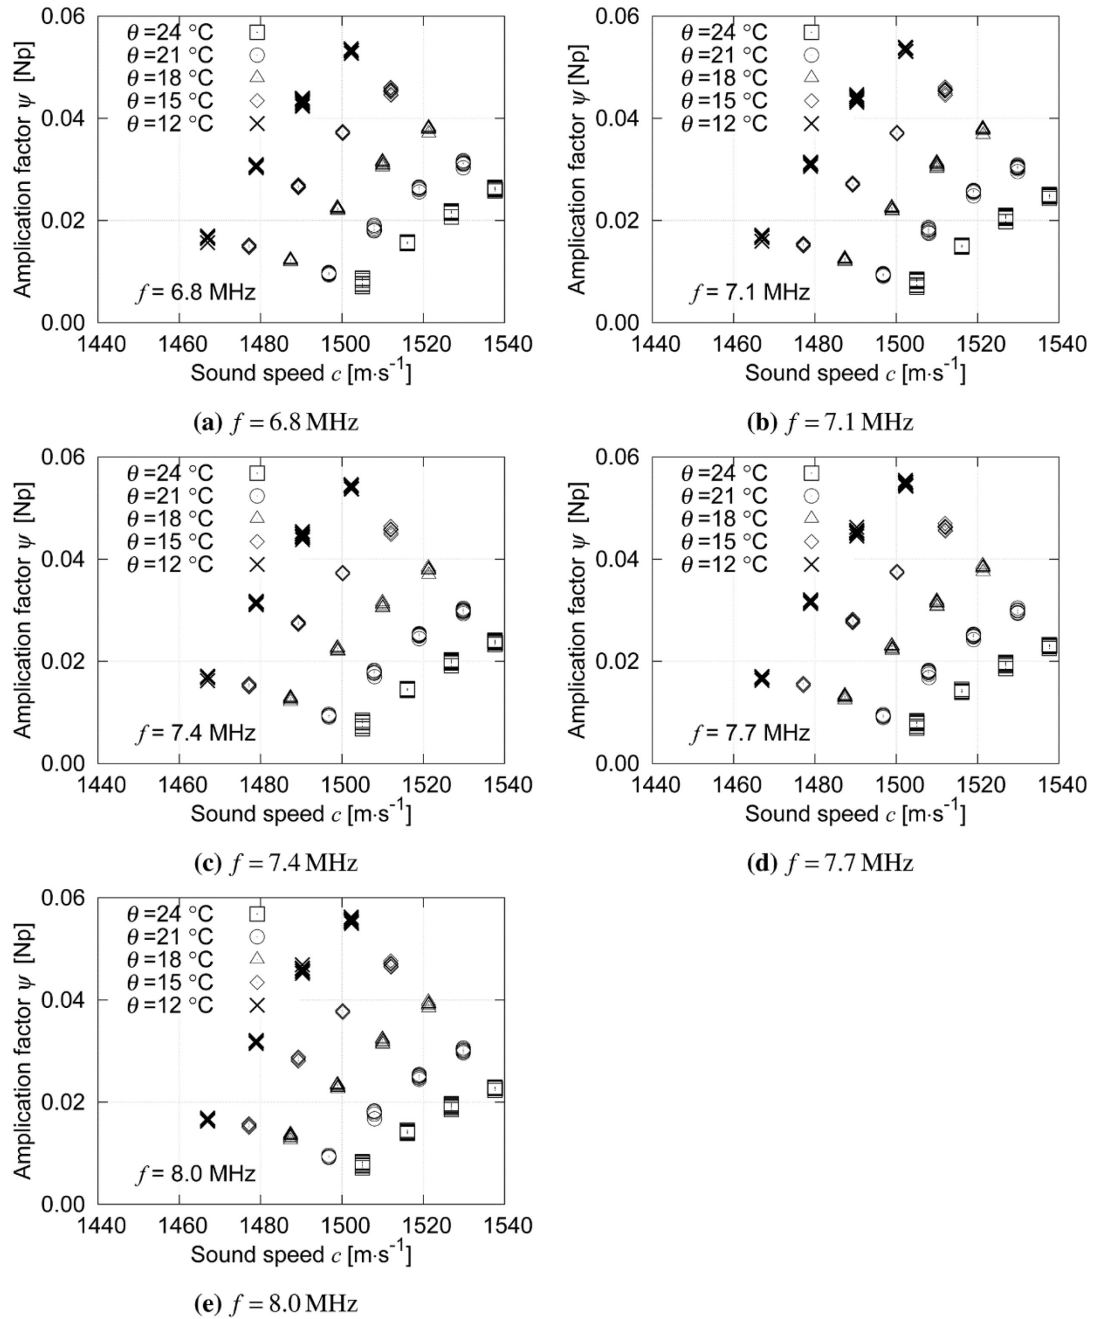 Amplication factor ψ [Np]
0.06
0.04
0.02
0.00
θ=24 °C
θ=21 °C
θ=18 °C
θ=15 °C
θ=12 °C
f = 6.8 MHz
1440 1460 1480 1500 1520 1540
Sound speed c [m·s⁻¹]
(a) f = 6.8 MHz
Amplication factor ψ [Np]
0.06
0.04
0.02
0.00
θ=24 °C
θ=21 °C
θ=18 °C
θ=15 °C
θ=12 °C
f = 7.1 MHz
1440 1460 1480 1500 1520 1540
Sound speed c [m·s⁻¹]
(b) f = 7.1 MHz
Amplication factor ψ [Np]
0.06
0.04
0.02
0.00
θ=24 °C
θ=21 °C
θ=18 °C
θ=15 °C
θ=12 °C
f = 7.4 MHz
1440 1460 1480 1500 1520 1540
Sound speed c [m·s⁻¹]
(c) f = 7.4 MHz
Amplication factor ψ [Np]
0.06
0.04
0.02
0.00
θ=24 °C
θ=21 °C
θ=18 °C
θ=15 °C
θ=12 °C
f = 7.7 MHz
1440 1460 1480 1500 1520 1540
Sound speed c [m·s⁻¹]
(d) f = 7.7 MHz
Amplication factor ψ [Np]
0.06
0.04
0.02
0.00
θ=24 °C
θ=21 °C
θ=18 °C
θ=15 °C
θ=12 °C
f = 8.0 MHz
1440 1460 1480 1500 1520 1540
Sound speed c [m·s⁻¹]
(e) f = 8.0 MHz